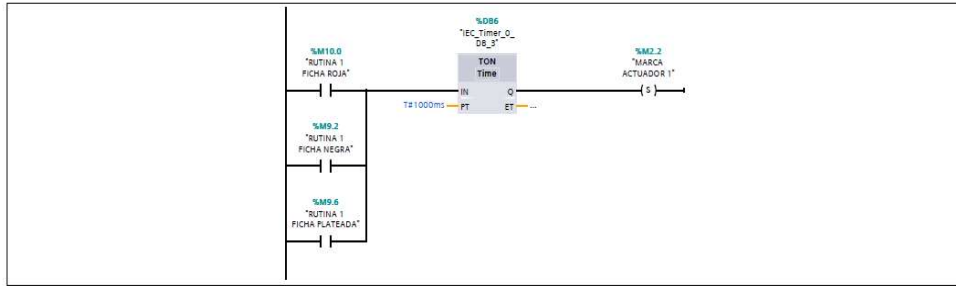 %DB6
"IEC_Timer_0_
DB_3"
%M10.0
"RUTINA 1
FICHA ROJA"
TON
Time
%M2.2
"MARCA
ACTUADOR 1"
IN
Q
S
T#1000ms
PT
ET
...
%M9.2
"RUTINA 1
FICHA NEGRA"
%M9.6
"RUTINA 1
FICHA PLATEADA"